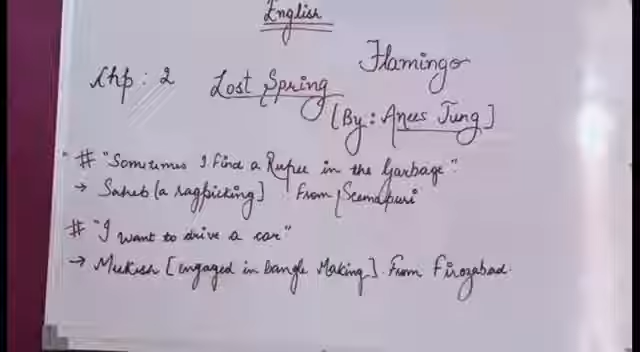 English
Flamingo
Chp : 2 Lost Spring
[By : Anees Jung]
" # "Sometimes I find a Rupee in the Garbage"
→ Saheb [a ragpicking] From Seemapuri
# "I want to drive a car"
→ Mukesh [engaged in bangle Making]. From Firozabad.